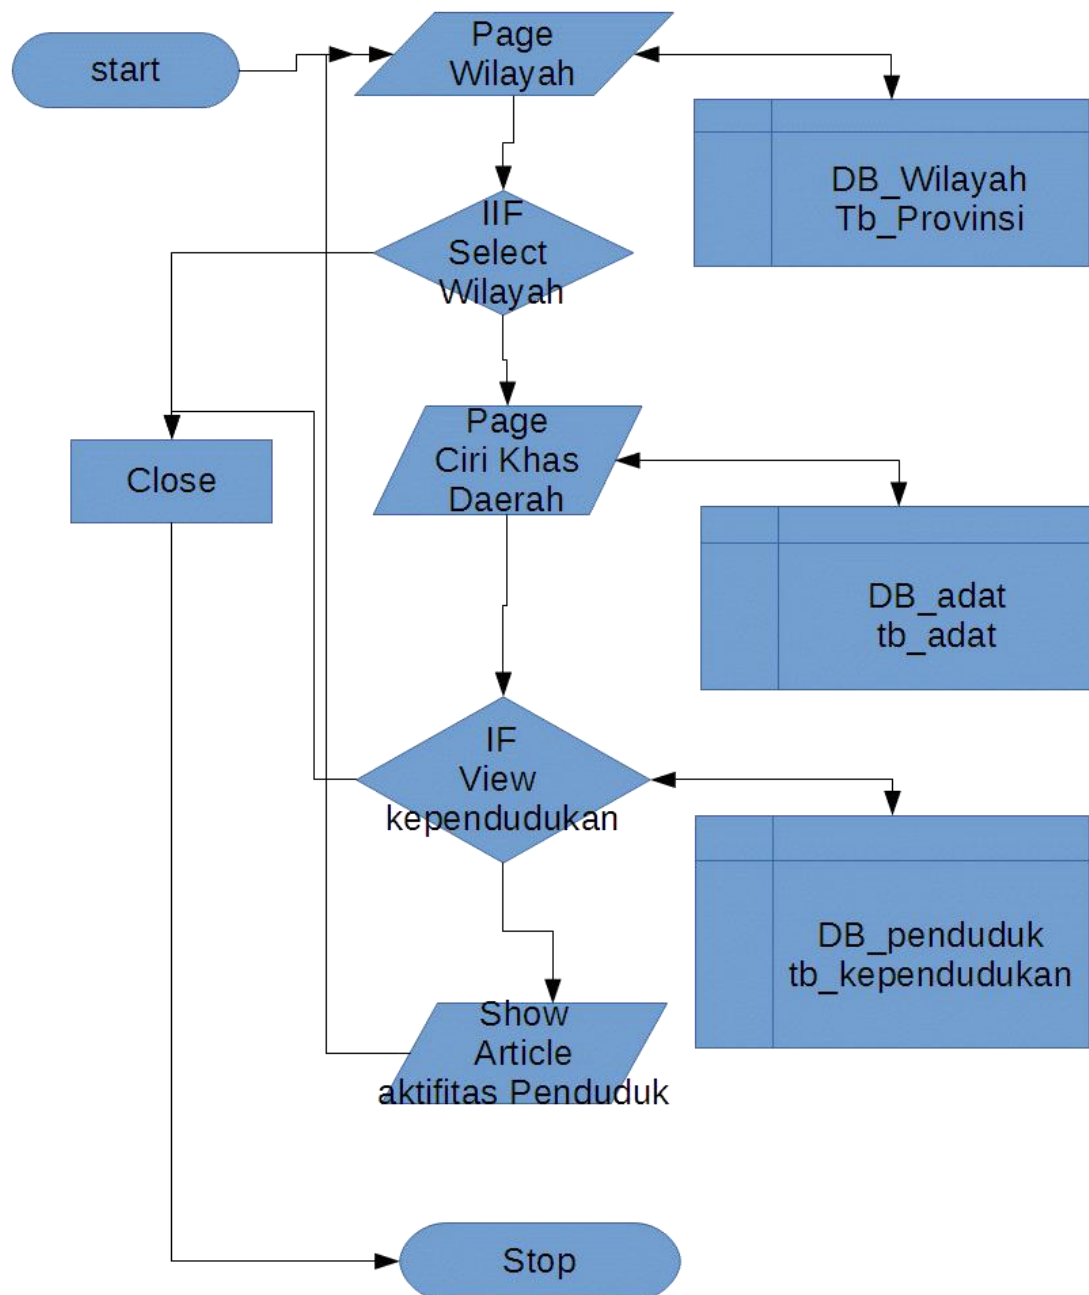 start
Page
Wilayah
DB_Wilayah
Tb_Provinsi
IIF
Select
Wilayah
Page
Ciri Khas
Daerah
Close
DB_adat
tb_adat
IF
View
kependudukan
DB_penduduk
tb_kependudukan
Show
Article
aktifitas Penduduk
Stop